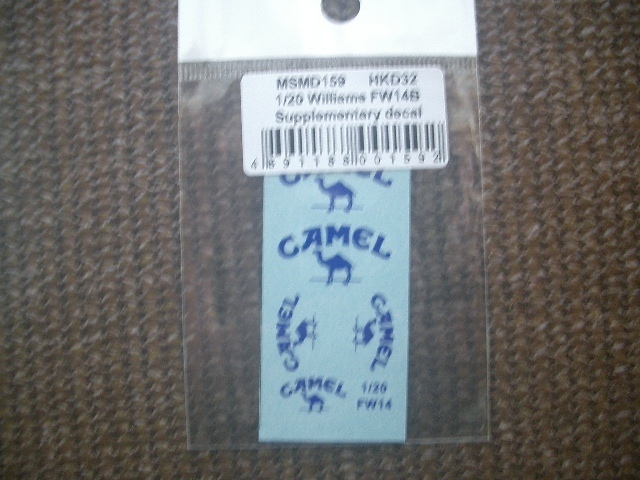 MSMD159 HKD32
1/20 Williams FW14B
Supplementary decal
4 891188 001592
CAMEL
CAMEL
CAMEL
CAMEL
CAMEL
1/20
FW14